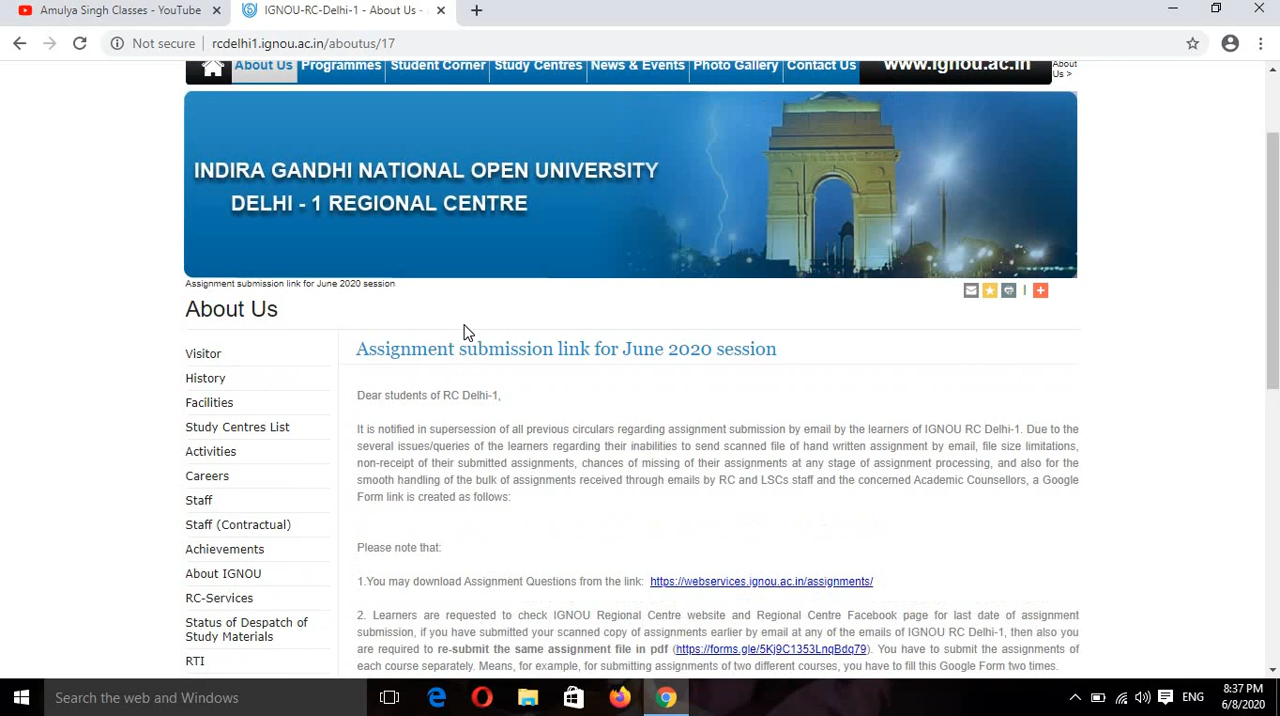 Amulya Singh Classes - YouTube
IGNOU-RC-Delhi-1 - About Us -
Not secure
rcdelhi1.ignou.ac.in/aboutus/17
About Us
Programmes
Student Corner
Study Centres
News & Events
Photo Gallery
Contact Us
www.ignou.ac.in
About
Us >
INDIRA GANDHI NATIONAL OPEN UNIVERSITY
DELHI - 1 REGIONAL CENTRE
Assignment submission link for June 2020 session
About Us
Visitor
History
Facilities
Study Centres List
Activities
Careers
Staff
Staff (Contractual)
Achievements
About IGNOU
RC-Services
Status of Despatch of
Study Materials
RTI
Assignment submission link for June 2020 session
Dear students of RC Delhi-1,
It is notified in supersession of all previous circulars regarding assignment submission by email by the learners of IGNOU RC Delhi-1. Due to the
several issues/queries of the learners regarding their inabilities to send scanned file of hand written assignment by email, file size limitations,
non-receipt of their submitted assignments, chances of missing of their assignments at any stage of assignment processing, and also for the
smooth handling of the bulk of assignments received through emails by RC and LSCs staff and the concerned Academic Counsellors, a Google
Form link is created as follows:
Please note that:
1.You may download Assignment Questions from the link: https://webservices.ignou.ac.in/assignments/
2. Learners are requested to check IGNOU Regional Centre website and Regional Centre Facebook page for last date of assignment
submission, if you have submitted your scanned copy of assignments earlier by email at any of the emails of IGNOU RC Delhi-1, then also you
are required to re-submit the same assignment file in pdf (https://forms.gle/5Kj9C1353LnqBdq79). You have to submit the assignments of
each course separately. Means, for example, for submitting assignments of two different courses, you have to fill this Google Form two times.
Search the web and Windows
ENG
8:37 PM
6/8/2020